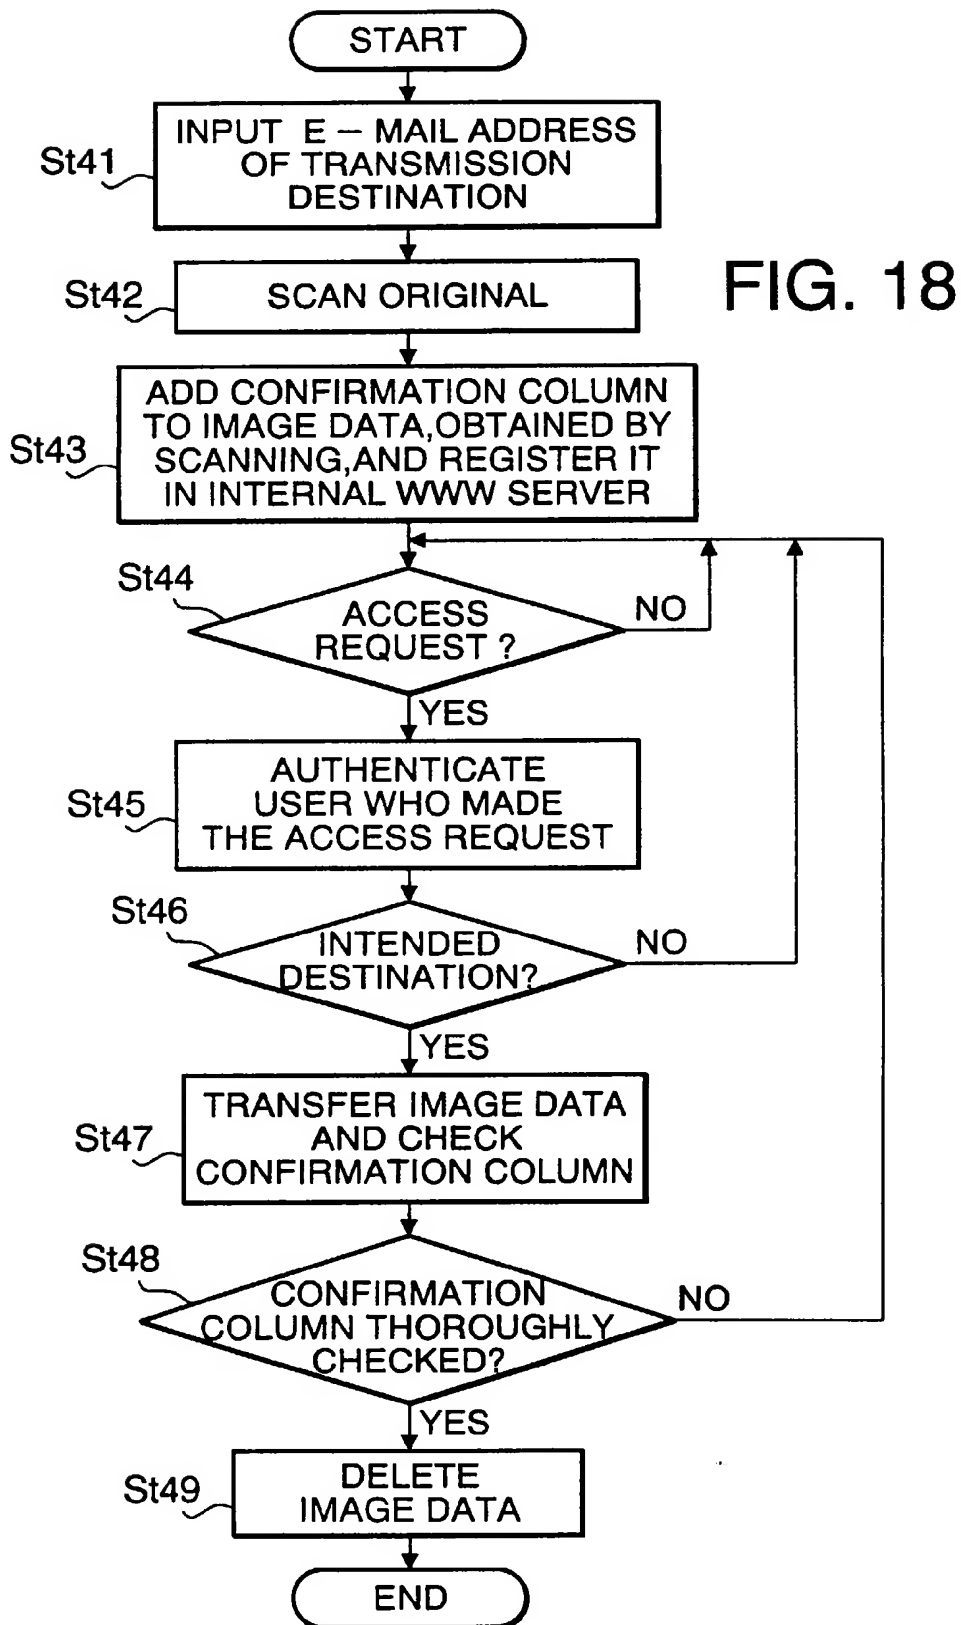 START
St41
INPUT E – MAIL ADDRESS
OF TRANSMISSION
DESTINATION
St42
SCAN ORIGINAL
FIG. 18
St43
ADD CONFIRMATION COLUMN
TO IMAGE DATA,OBTAINED BY
SCANNING,AND REGISTER IT
IN INTERNAL WWW SERVER
St44
ACCESS
REQUEST ?
NO
YES
St45
AUTHENTICATE
USER WHO MADE
THE ACCESS REQUEST
St46
INTENDED
DESTINATION?
NO
YES
St47
TRANSFER IMAGE DATA
AND CHECK
CONFIRMATION COLUMN
St48
CONFIRMATION
COLUMN THOROUGHLY
CHECKED?
NO
YES
St49
DELETE
IMAGE DATA
END